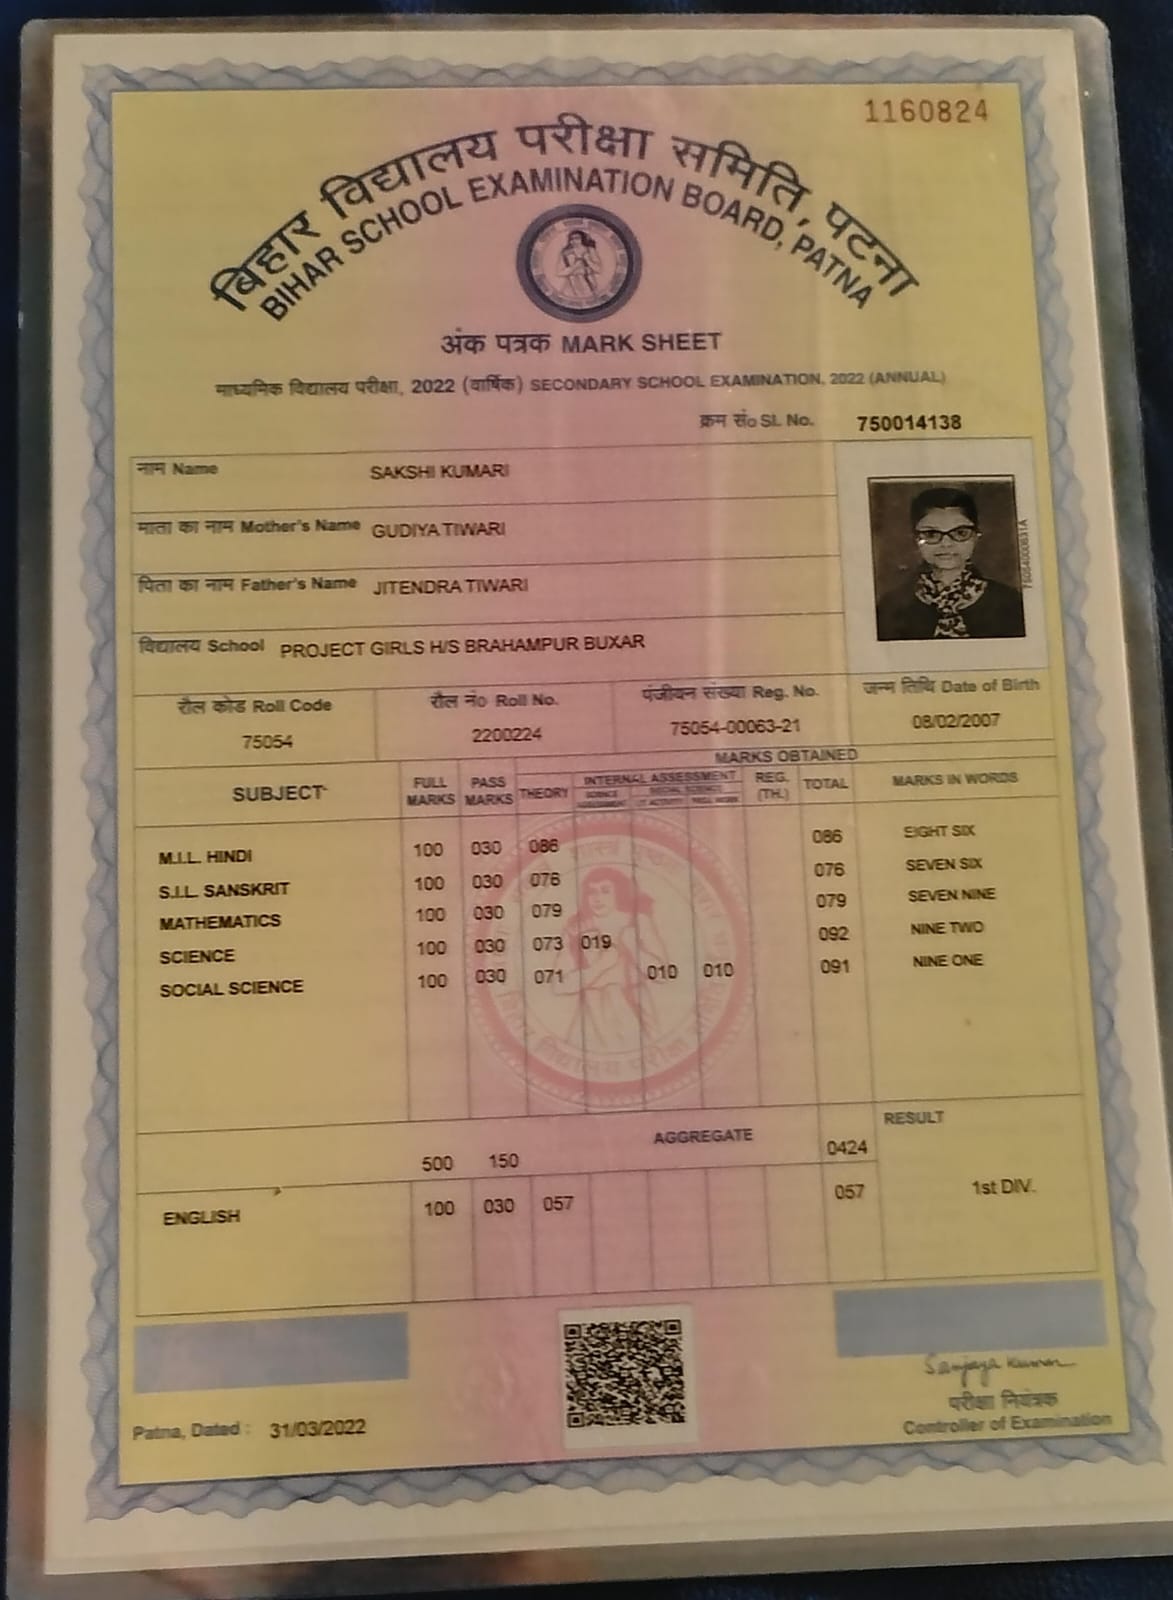 1160824
बिहार विद्यालय परीक्षा समिति, पटना
BIHAR SCHOOL EXAMINATION BOARD, PATNA
अंक पत्रक MARK SHEET
माध्यमिक विद्यालय परीक्षा, 2022 (वार्षिक) SECONDARY SCHOOL EXAMINATION, 2022 (ANNUAL)
क्रम सं० Sl. No. 750014138
नाम Name SAKSHI KUMARI
माता का नाम Mother's Name GUDIYA TIWARI
पिता का नाम Father's Name JITENDRA TIWARI
75054000631A
विद्यालय School PROJECT GIRLS H/S BRAHAMPUR BUXAR
रौल कोड Roll Code रौल नं० Roll No. पंजीयन संख्या Reg. No. जन्म तिथि Date of Birth
75054 2200224 75054-00063-21 08/02/2007
MARKS OBTAINED
SUBJECT FULL MARKS PASS MARKS THEORY INTERNAL ASSESSMENT REG. (TH.) TOTAL MARKS IN WORDS
SCIENCE SOCIAL SCIENCE
M.I.L. HINDI 100 030 086 086 EIGHT SIX
S.I.L. SANSKRIT 100 030 076 076 SEVEN SIX
MATHEMATICS 100 030 079 079 SEVEN NINE
SCIENCE 100 030 073 019 092 NINE TWO
SOCIAL SCIENCE 100 030 071 010 010 091 NINE ONE
AGGREGATE RESULT
500 150 0424
ENGLISH 100 030 057 057 1st DIV.
Sanjaya Kumar
परीक्षा नियंत्रक
Patna, Dated : 31/03/2022 Controller of Examination